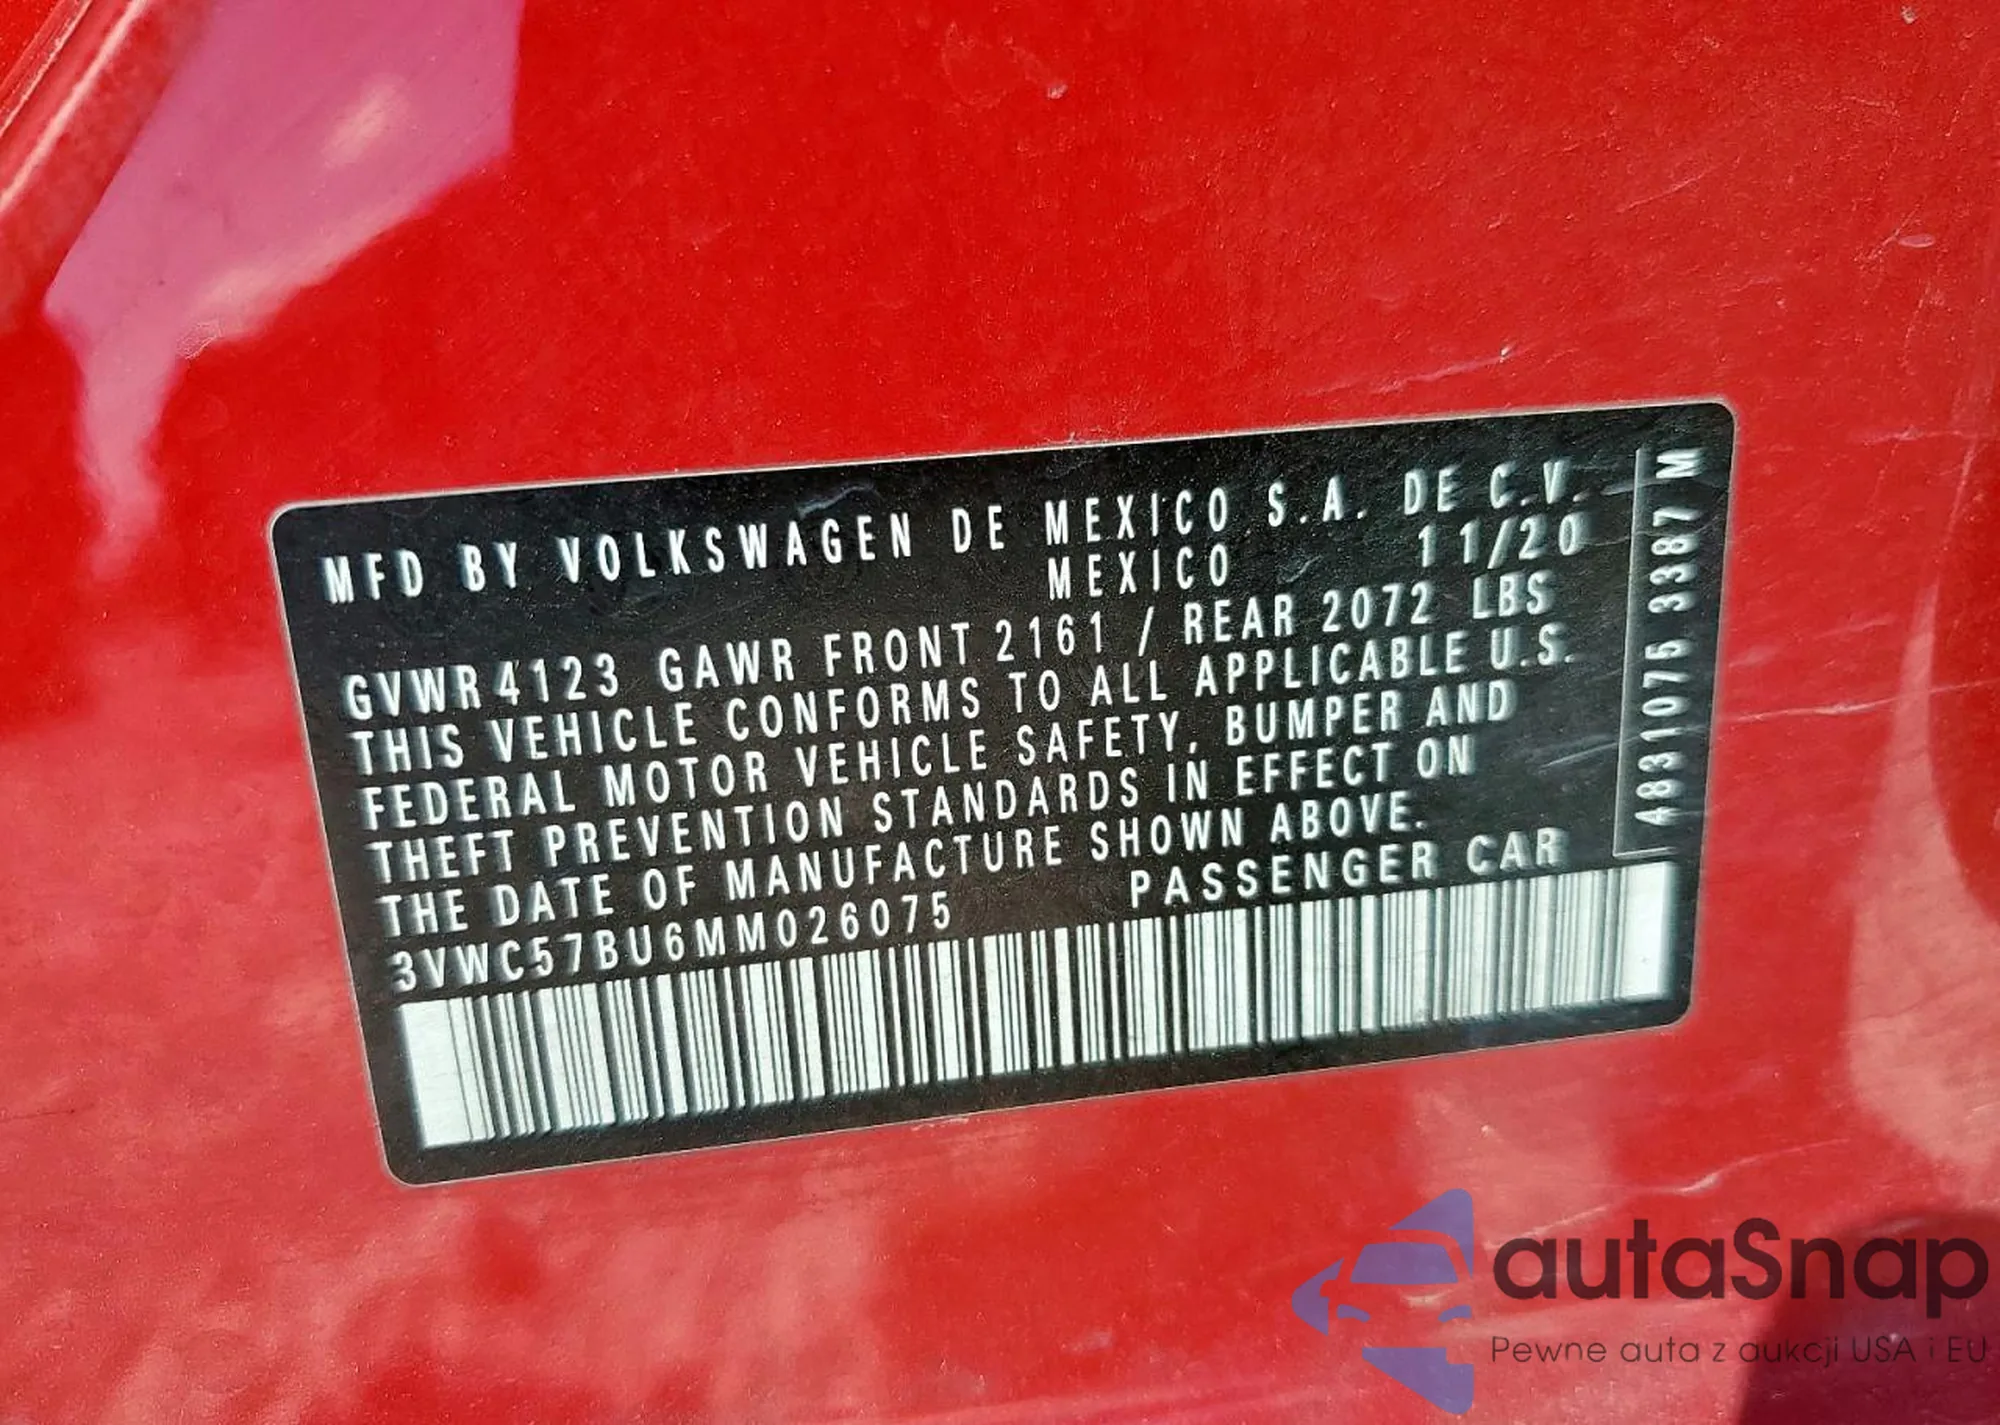 MFD BY VOLKSWAGEN DE MEXICO S.A. DE C.V.
MEXICO 11/20
GVWR 4123 GAWR FRONT 2161 / REAR 2072 LBS
THIS VEHICLE CONFORMS TO ALL APPLICABLE U.S.
FEDERAL MOTOR VEHICLE SAFETY, BUMPER AND
THEFT PREVENTION STANDARDS IN EFFECT ON
THE DATE OF MANUFACTURE SHOWN ABOVE.
3VWC57BU6MM026075 PASSENGER CAR
4831075 3387 M
autaSnap
Pewne auta z aukcji USA i EU